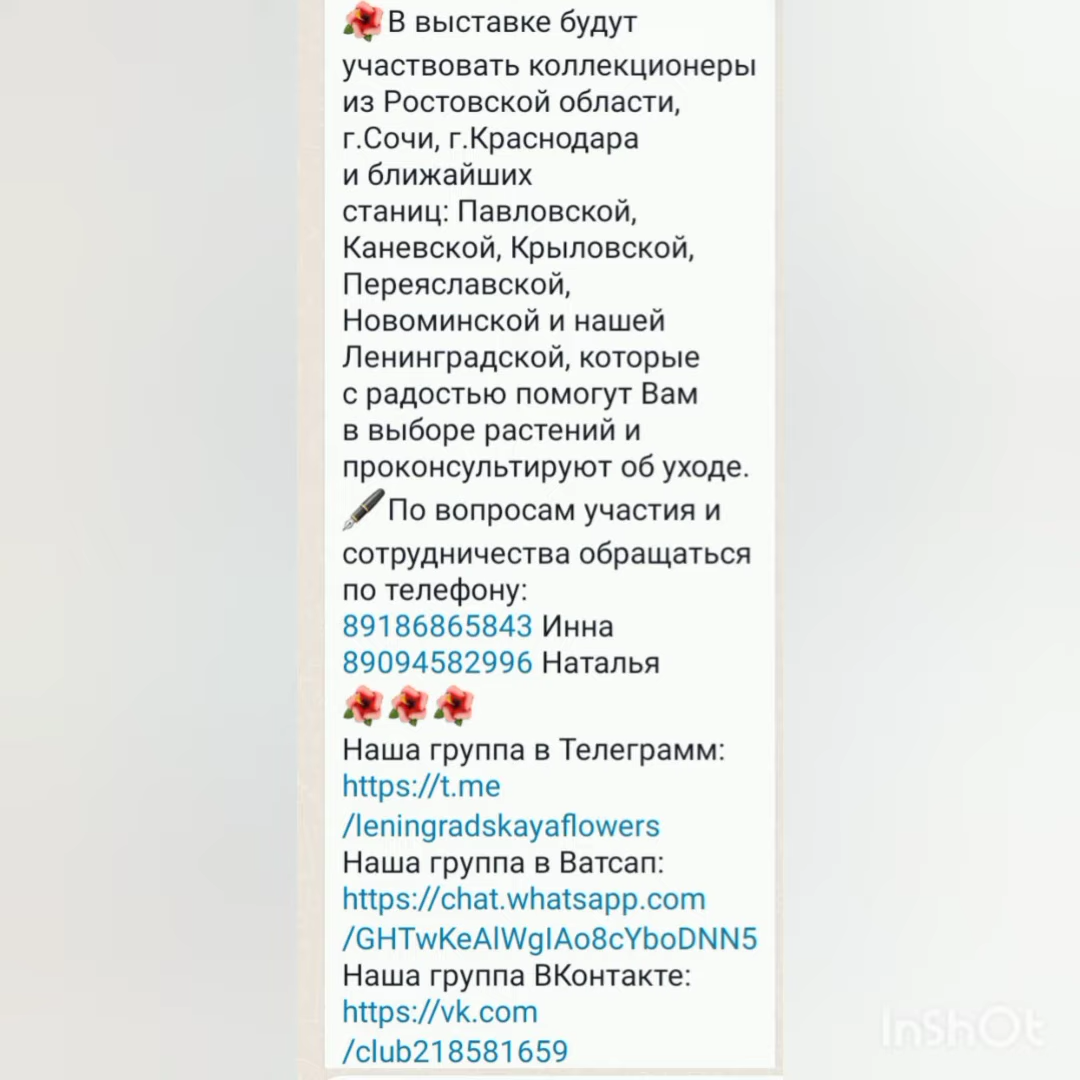 🌺В выставке будут
участвовать коллекционеры
из Ростовской области,
г.Сочи, г.Краснодара
и ближайших
станиц: Павловской,
Каневской, Крыловской,
Переяславской,
Новоминской и нашей
Ленинградской, которые
с радостью помогут Вам
в выборе растений и
проконсультируют об уходе.
🖋По вопросам участия и
сотрудничества обращаться
по телефону:
89186865843 Инна
89094582996 Наталья
🌺🌺🌺
Наша группа в Телеграмм:
https://t.me
/leningradskayaflowers
Наша группа в Ватсап:
https://chat.whatsapp.com
/GHTwKeAlWgIAo8cYboDNN5
Наша группа ВКонтакте:
https://vk.com
/club218581659
InShOt